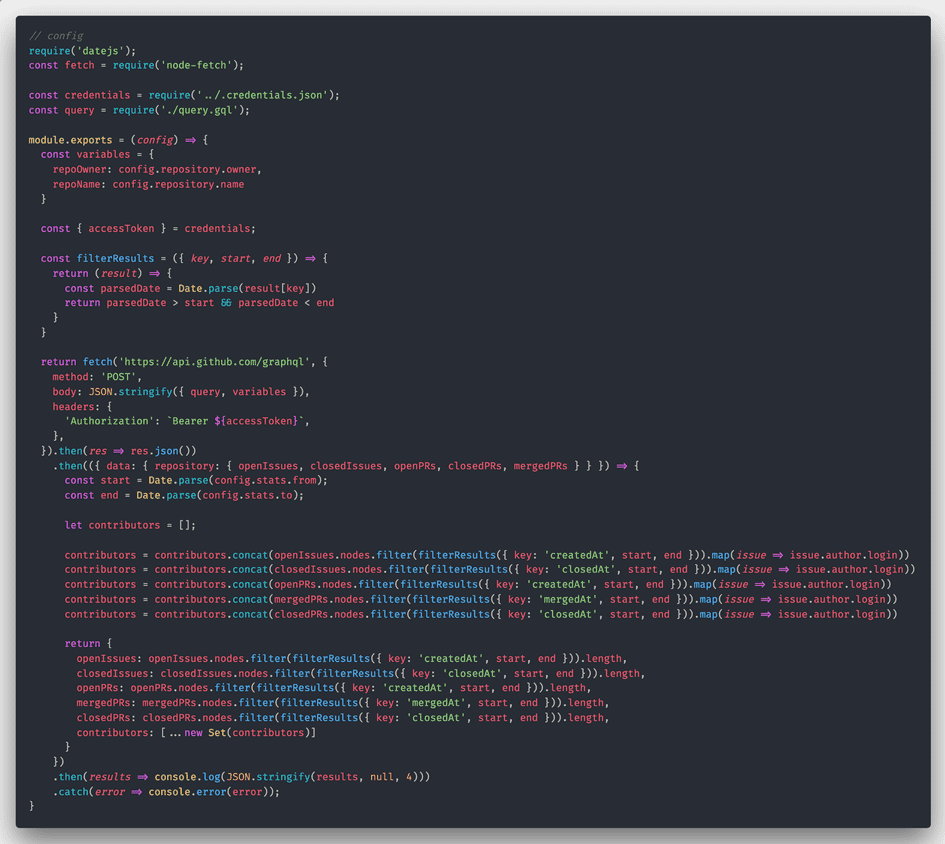 // config
require('datejs');
const fetch = require('node-fetch');

const credentials = require('../.credentials.json');
const query = require('./query.gql');

module.exports = (config) => {
  const variables = {
    repoOwner: config.repository.owner,
    repoName: config.repository.name
  }

  const { accessToken } = credentials;

  const filterResults = ({ key, start, end }) => {
    return (result) => {
      const parsedDate = Date.parse(result[key])
      return parsedDate > start && parsedDate < end
    }
  }

  return fetch('https://api.github.com/graphql', {
    method: 'POST',
    body: JSON.stringify({ query, variables }),
    headers: {
      'Authorization': `Bearer ${accessToken}`,
    },
  }).then(res => res.json())
    .then(({ data: { repository: { openIssues, closedIssues, openPRs, closedPRs, mergedPRs } } }) => {
      const start = Date.parse(config.stats.from);
      const end = Date.parse(config.stats.to);

      let contributors = [];

      contributors = contributors.concat(openIssues.nodes.filter(filterResults({ key: 'createdAt', start, end })).map(issue => issue.author.login))
      contributors = contributors.concat(closedIssues.nodes.filter(filterResults({ key: 'closedAt', start, end })).map(issue => issue.author.login))
      contributors = contributors.concat(openPRs.nodes.filter(filterResults({ key: 'createdAt', start, end })).map(issue => issue.author.login))
      contributors = contributors.concat(mergedPRs.nodes.filter(filterResults({ key: 'mergedAt', start, end })).map(issue => issue.author.login))
      contributors = contributors.concat(closedPRs.nodes.filter(filterResults({ key: 'closedAt', start, end })).map(issue => issue.author.login))

      return {
        openIssues: openIssues.nodes.filter(filterResults({ key: 'createdAt', start, end })).length,
        closedIssues: closedIssues.nodes.filter(filterResults({ key: 'closedAt', start, end })).length,
        openPRs: openPRs.nodes.filter(filterResults({ key: 'createdAt', start, end })).length,
        mergedPRs: mergedPRs.nodes.filter(filterResults({ key: 'mergedAt', start, end })).length,
        closedPRs: closedPRs.nodes.filter(filterResults({ key: 'closedAt', start, end })).length,
        contributors: [...new Set(contributors)]
      }
    })
    .then(results => console.log(JSON.stringify(results, null, 4)))
    .catch(error => console.error(error));
}